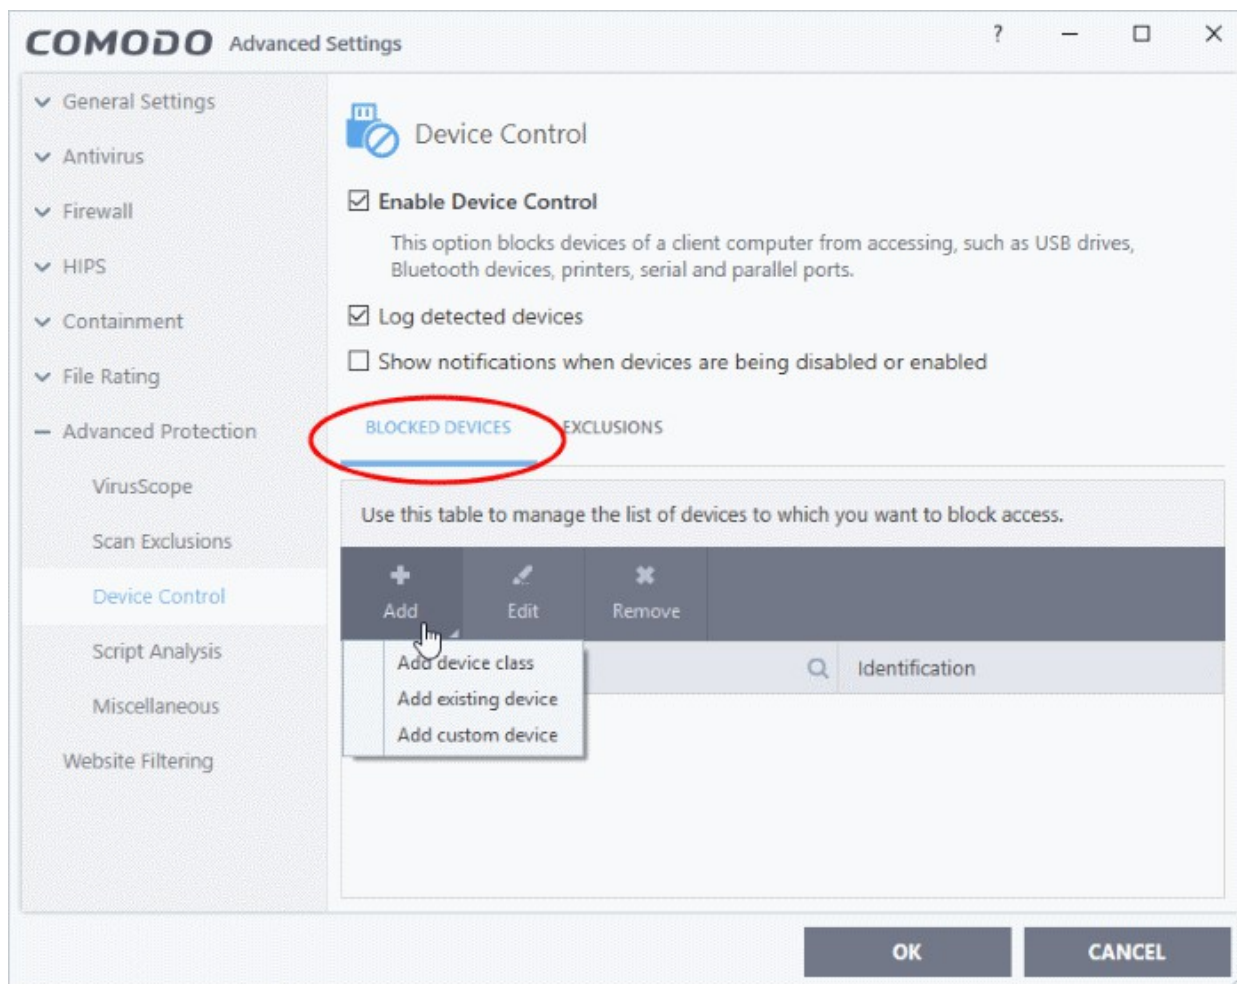 COMODO Advanced Settings ?
General Settings
Antivirus
Firewall
HIPS
Containment
File Rating
Advanced Protection
VirusScope
Scan Exclusions
Device Control
Script Analysis
Miscellaneous
Website Filtering
Device Control
Enable Device Control
This option blocks devices of a client computer from accessing, such as USB drives,
Bluetooth devices, printers, serial and parallel ports.
Log detected devices
Show notifications when devices are being disabled or enabled
BLOCKED DEVICES EXCLUSIONS
Use this table to manage the list of devices to which you want to block access.
Add Edit Remove
Identification
Add device class
Add existing device
Add custom device
OK CANCEL